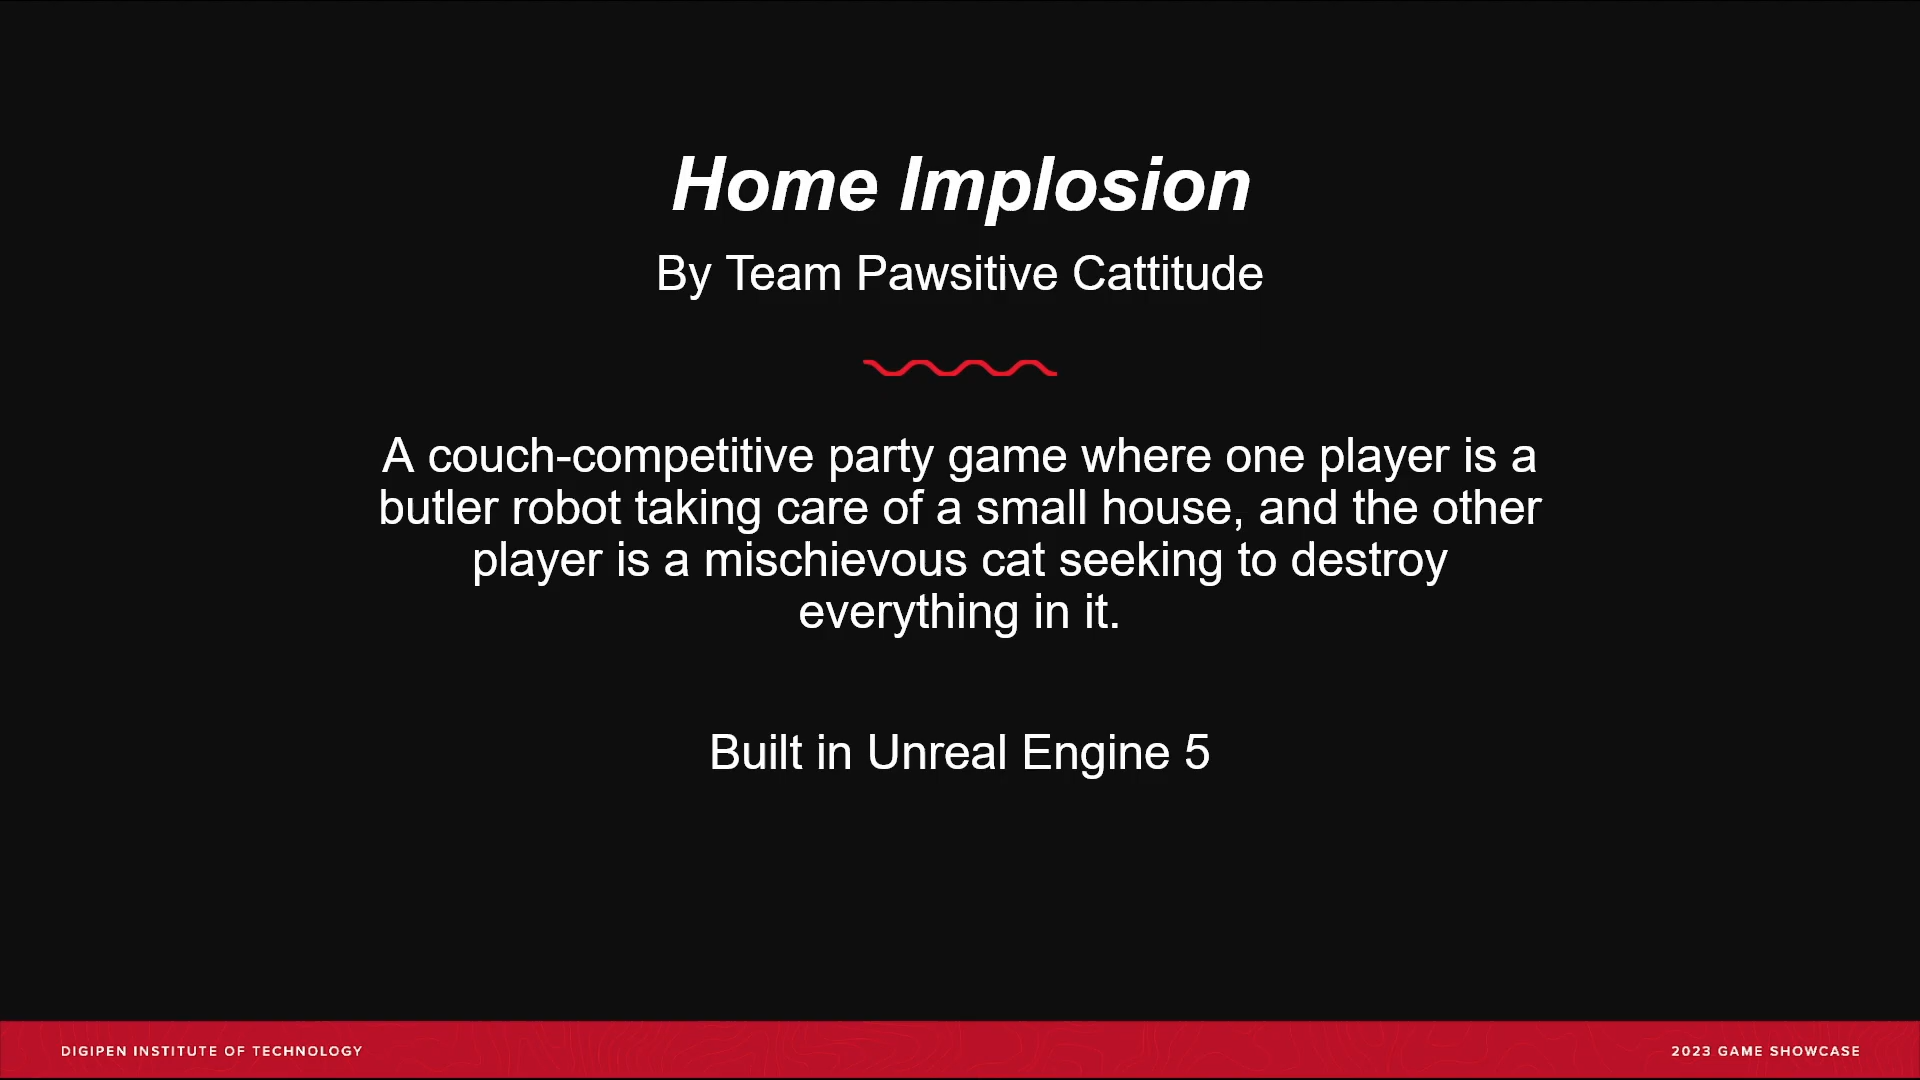 Home Implosion
By Team Pawsitive Cattitude
A couch-competitive party game where one player is a
butler robot taking care of a small house, and the other
player is a mischievous cat seeking to destroy
everything in it.
Built in Unreal Engine 5
DIGIPEN INSTITUTE OF TECHNOLOGY
2023 GAME SHOWCASE